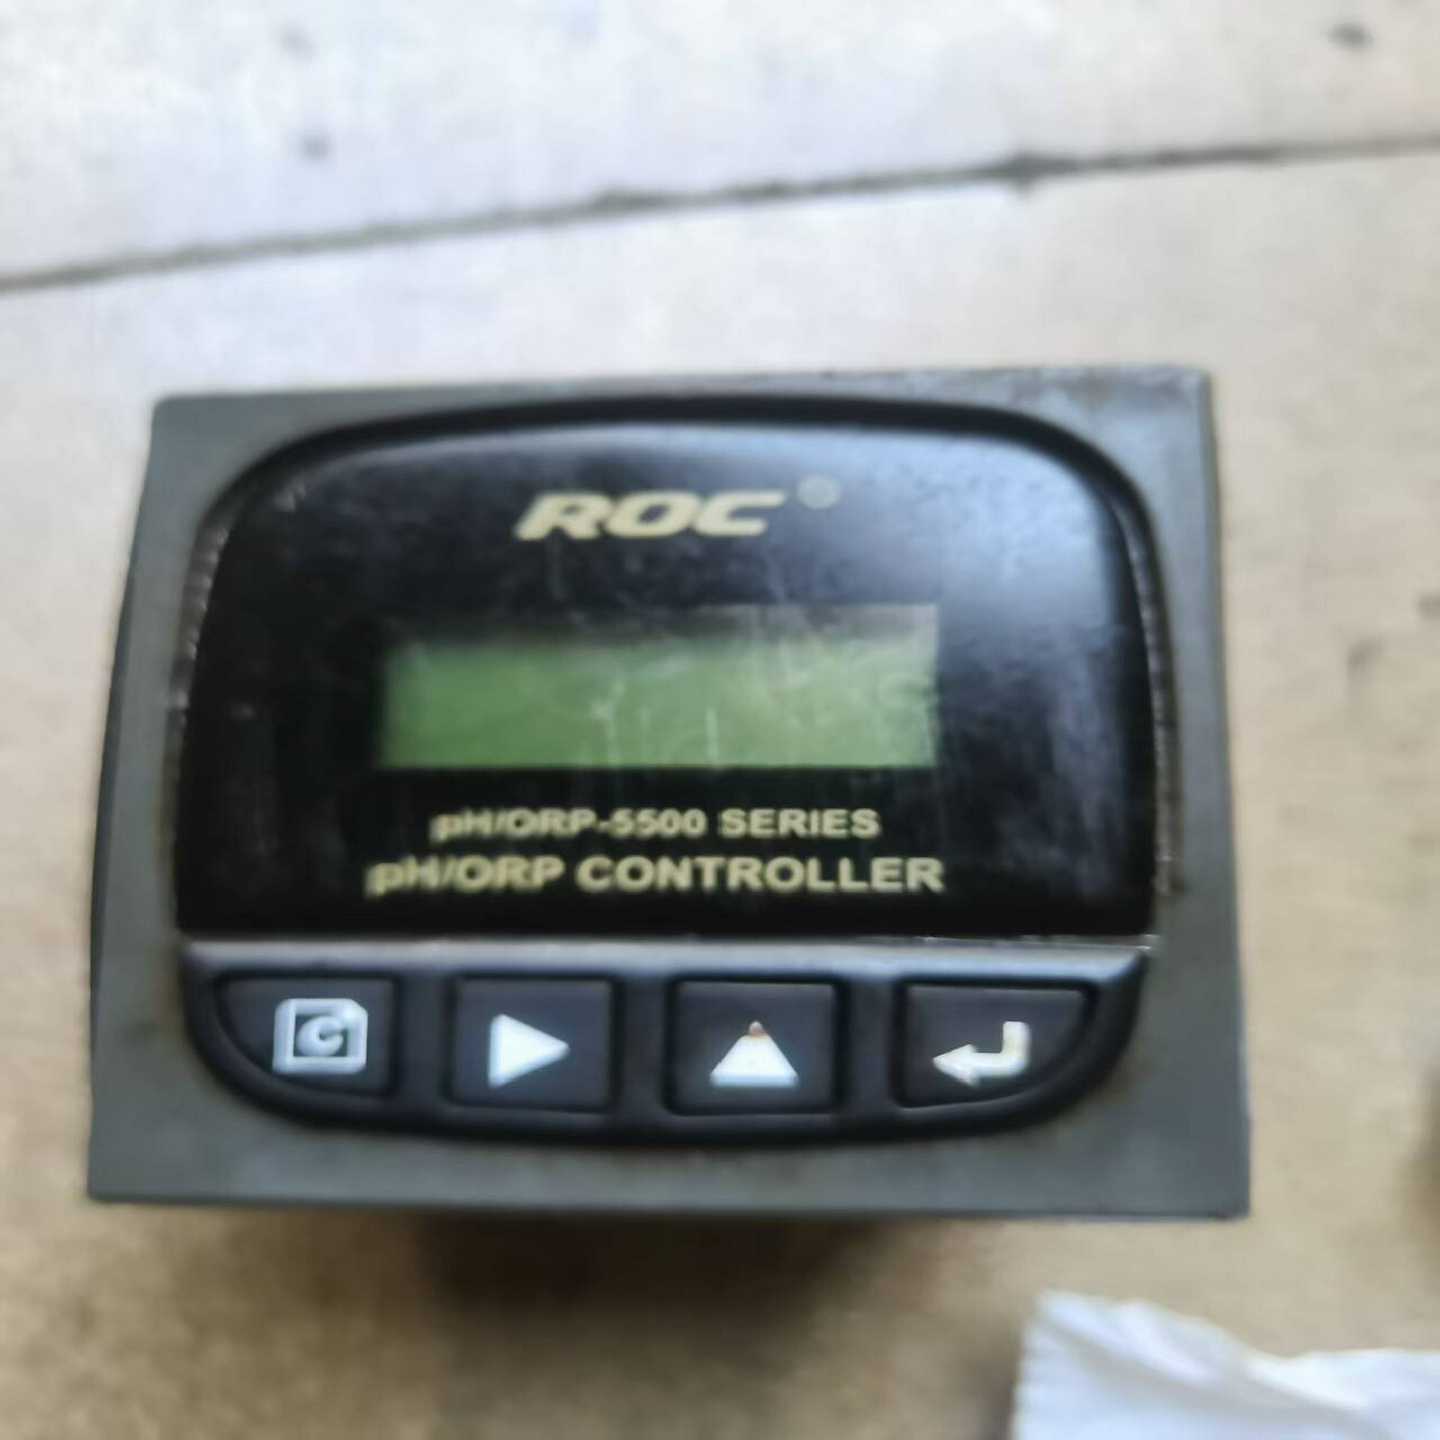 ROC
pH/ORP-5500 SERIES
pH/ORP CONTROLLER